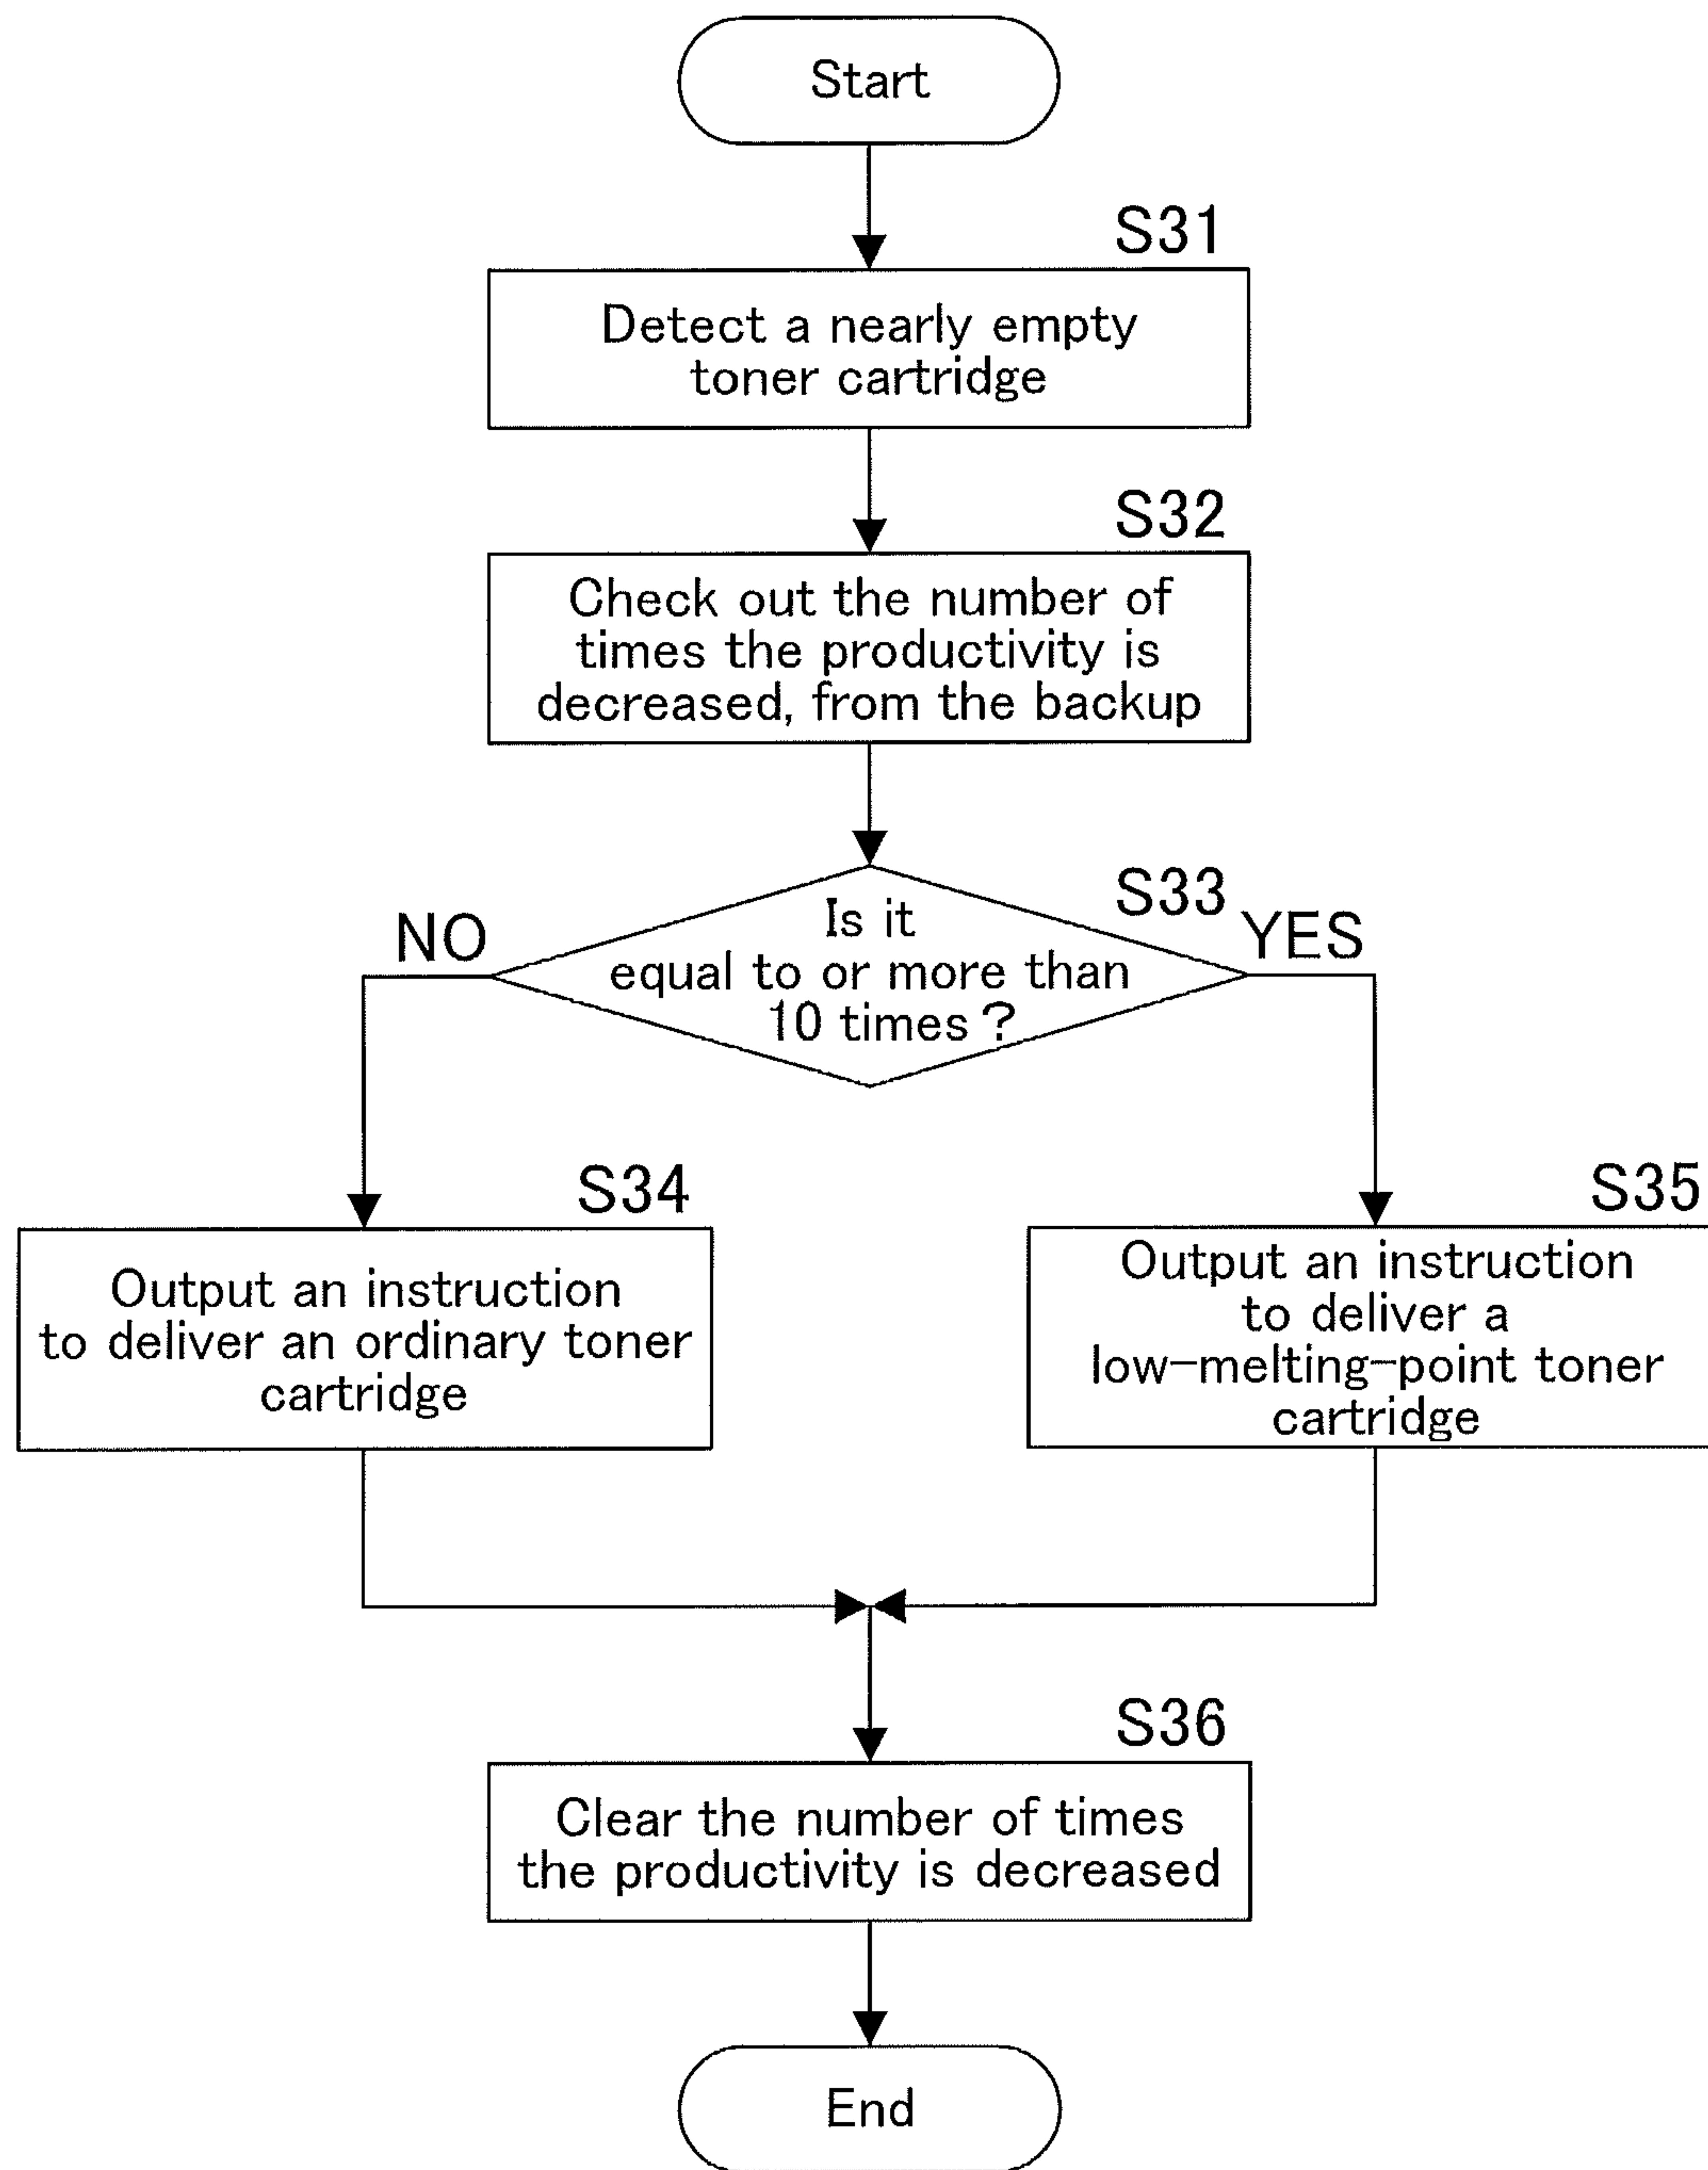 Start
S31
Detect a nearly empty
toner cartridge
S32
Check out the number of
times the productivity is
decreased, from the backup
S33
Is it
equal to or more than
10 times?
NO
YES
S34
Output an instruction
to deliver an ordinary toner
cartridge
S35
Output an instruction
to deliver a
low-melting-point toner
cartridge
S36
Clear the number of times
the productivity is decreased
End